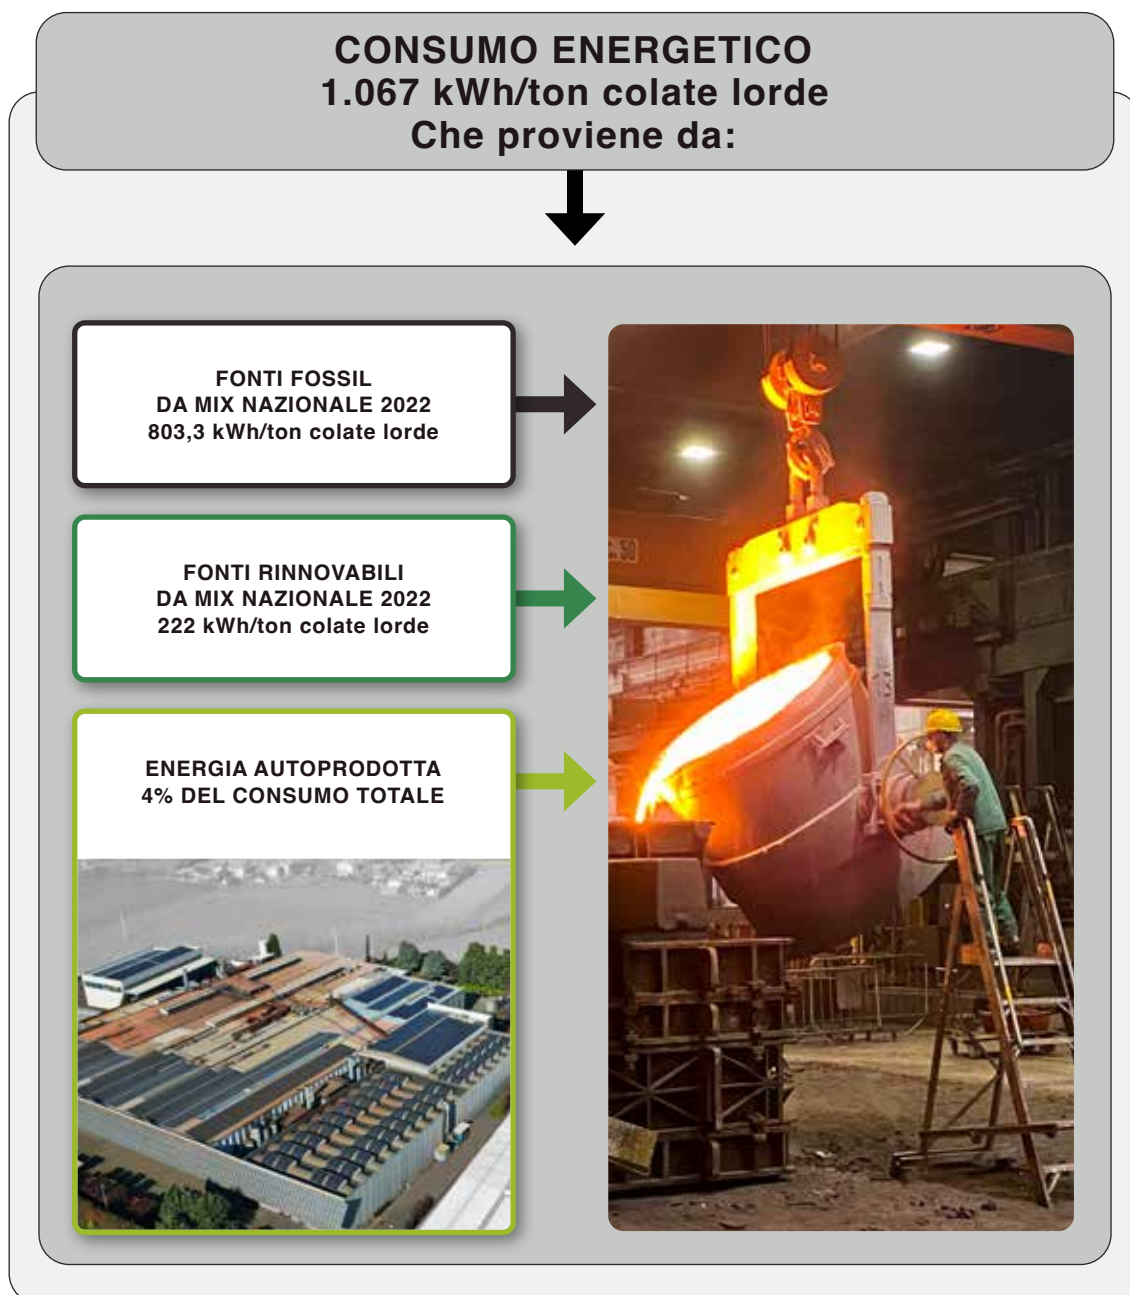 CONSUMO ENERGETICO
1.067 kWh/ton colate lorde
Che proviene da:
FONTI FOSSIL
DA MIX NAZIONALE 2022
803,3 kWh/ton colate lorde
FONTI RINNOVABILI
DA MIX NAZIONALE 2022
222 kWh/ton colate lorde
ENERGIA AUTOPRODOTTA
4% DEL CONSUMO TOTALE
50